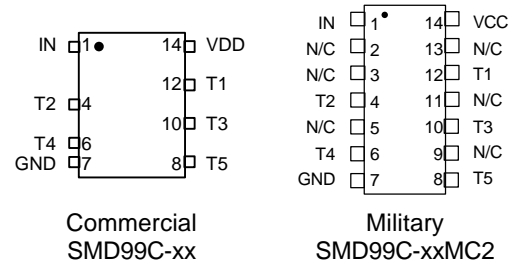 IN 1 14 VDD
12 T1
T2 4
10 T3
T4 6
GND 7 8 T5
Commercial
SMD99C-xx
IN 1 14 VCC
N/C 2 13 N/C
N/C 3 12 T1
T2 4 11 N/C
N/C 5 10 T3
T4 6 9 N/C
GND 7 8 T5
Military
SMD99C-xxMC2